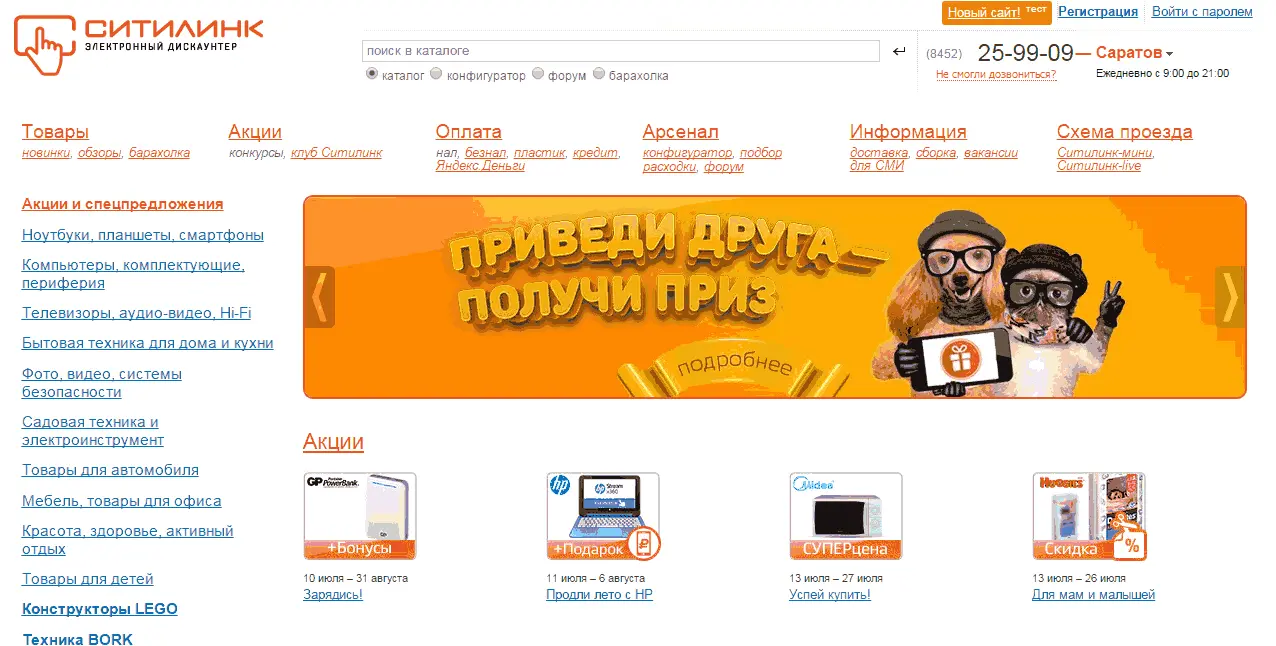 СИТИЛИНК
ЭЛЕКТРОННЫЙ ДИСКАУНТЕР
Новый сайт! тест Регистрация Войти с паролем
поиск в каталоге
каталог конфигуратор форум барахолка
(8452) 25-99-09— Саратов
Не смогли дозвониться? Ежедневно с 9:00 до 21:00
Товары
новинки, обзоры, барахолка
Акции
конкурсы, клуб Ситилинк
Оплата
нал, безнал, пластик, кредит,
Яндекс.Деньги
Арсенал
конфигуратор, подбор
расходки, форум
Информация
доставка, сборка, вакансии
для СМИ
Схема проезда
Ситилинк-мини,
Ситилинк-live
Акции и спецпредложения
Ноутбуки, планшеты, смартфоны
Компьютеры, комплектующие,
периферия
Телевизоры, аудио-видео, Hi-Fi
Бытовая техника для дома и кухни
Фото, видео, системы
безопасности
Садовая техника и
электроинструмент
Товары для автомобиля
Мебель, товары для офиса
Красота, здоровье, активный
отдых
Товары для детей
Конструкторы LEGO
Техника BORK
ПРИВЕДИ ДРУГА —
ПОЛУЧИ ПРИЗ
подробнее
Акции
GP PowerBank
+Бонусы
10 июля – 31 августа
Зарядись!
hp
hp Stream x360
+Подарок
11 июля – 6 августа
Продли лето с HP
Midea
СУПЕРцена
13 июля – 27 июля
Успей купить!
HUGGIES
Скидка %
13 июля – 26 июля
Для мам и малышей